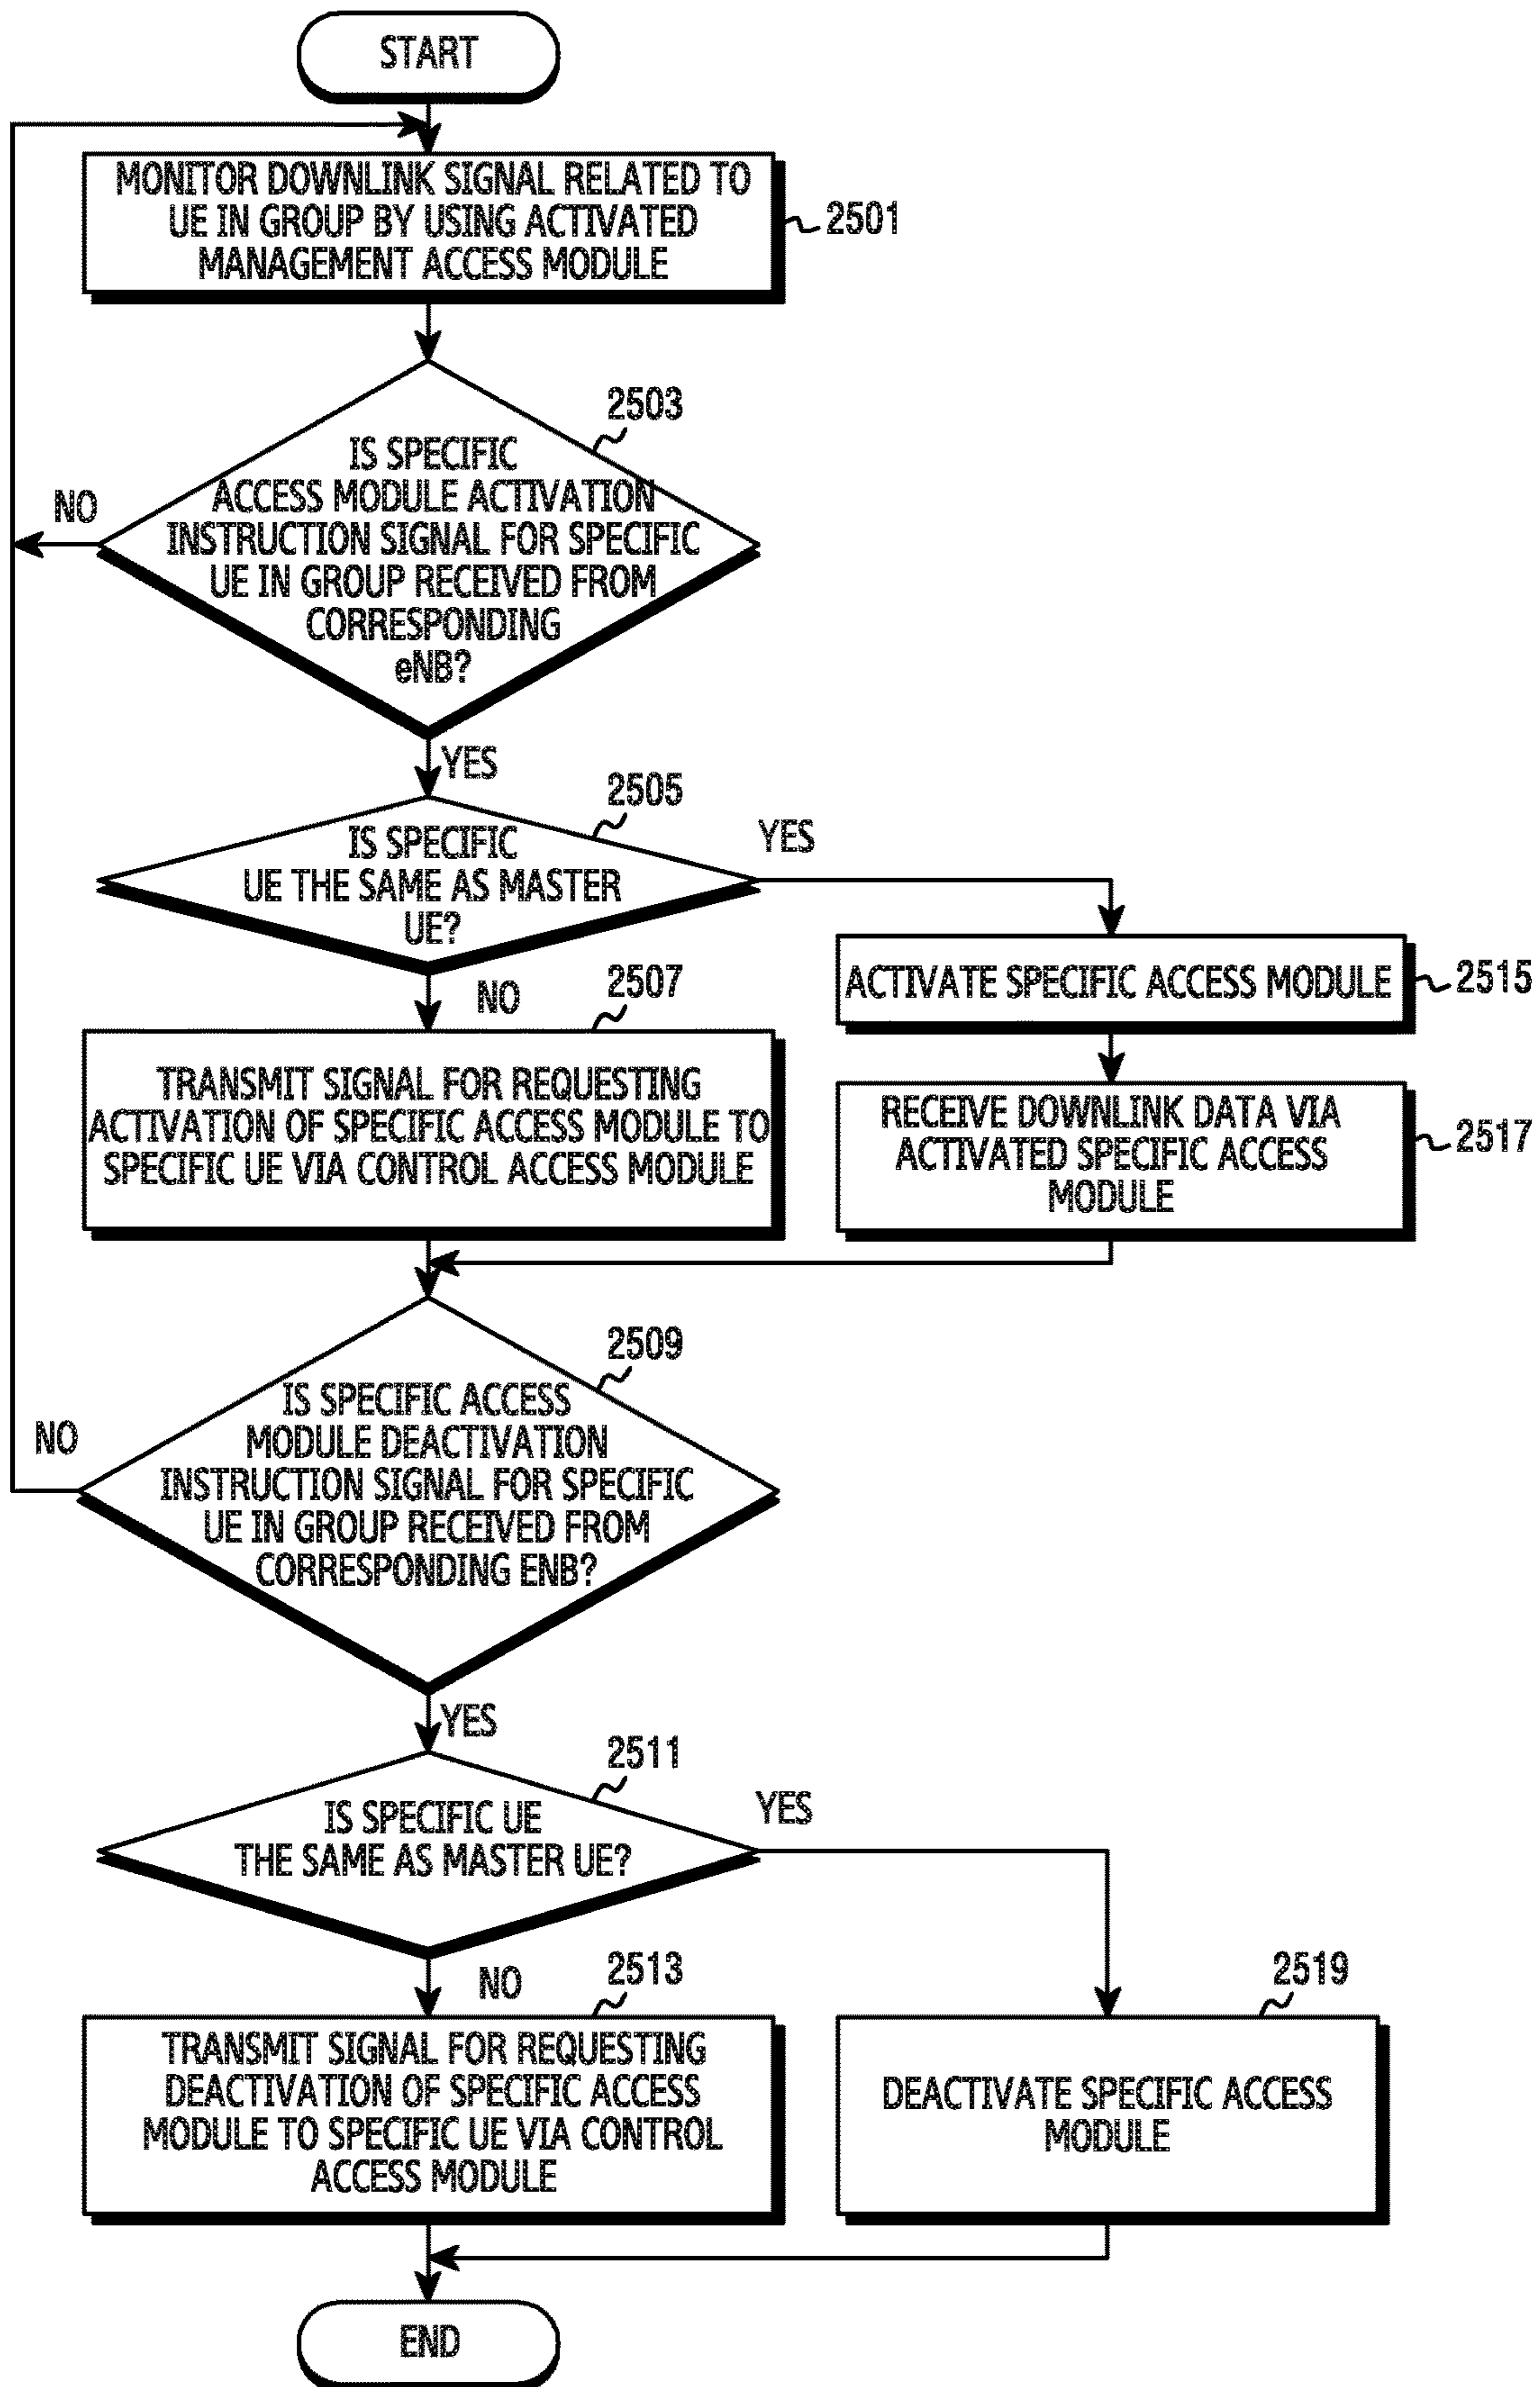 START
MONITOR DOWNLINK SIGNAL RELATED TO
UE IN GROUP BY USING ACTIVATED
MANAGEMENT ACCESS MODULE
2501
2503
IS SPECIFIC
ACCESS MODULE ACTIVATION
INSTRUCTION SIGNAL FOR SPECIFIC
UE IN GROUP RECEIVED FROM
CORRESPONDING
eNB?
NO
YES
2505
IS SPECIFIC
UE THE SAME AS MASTER
UE?
YES
NO
2507
TRANSMIT SIGNAL FOR REQUESTING
ACTIVATION OF SPECIFIC ACCESS MODULE TO
SPECIFIC UE VIA CONTROL ACCESS MODULE
ACTIVATE SPECIFIC ACCESS MODULE
2515
RECEIVE DOWNLINK DATA VIA
ACTIVATED SPECIFIC ACCESS
MODULE
2517
2509
IS SPECIFIC ACCESS
MODULE DEACTIVATION
INSTRUCTION SIGNAL FOR SPECIFIC
UE IN GROUP RECEIVED FROM
CORRESPONDING ENB?
NO
YES
2511
IS SPECIFIC UE
THE SAME AS MASTER UE?
YES
NO
2513
TRANSMIT SIGNAL FOR REQUESTING
DEACTIVATION OF SPECIFIC ACCESS
MODULE TO SPECIFIC UE VIA CONTROL
ACCESS MODULE
2519
DEACTIVATE SPECIFIC ACCESS
MODULE
END